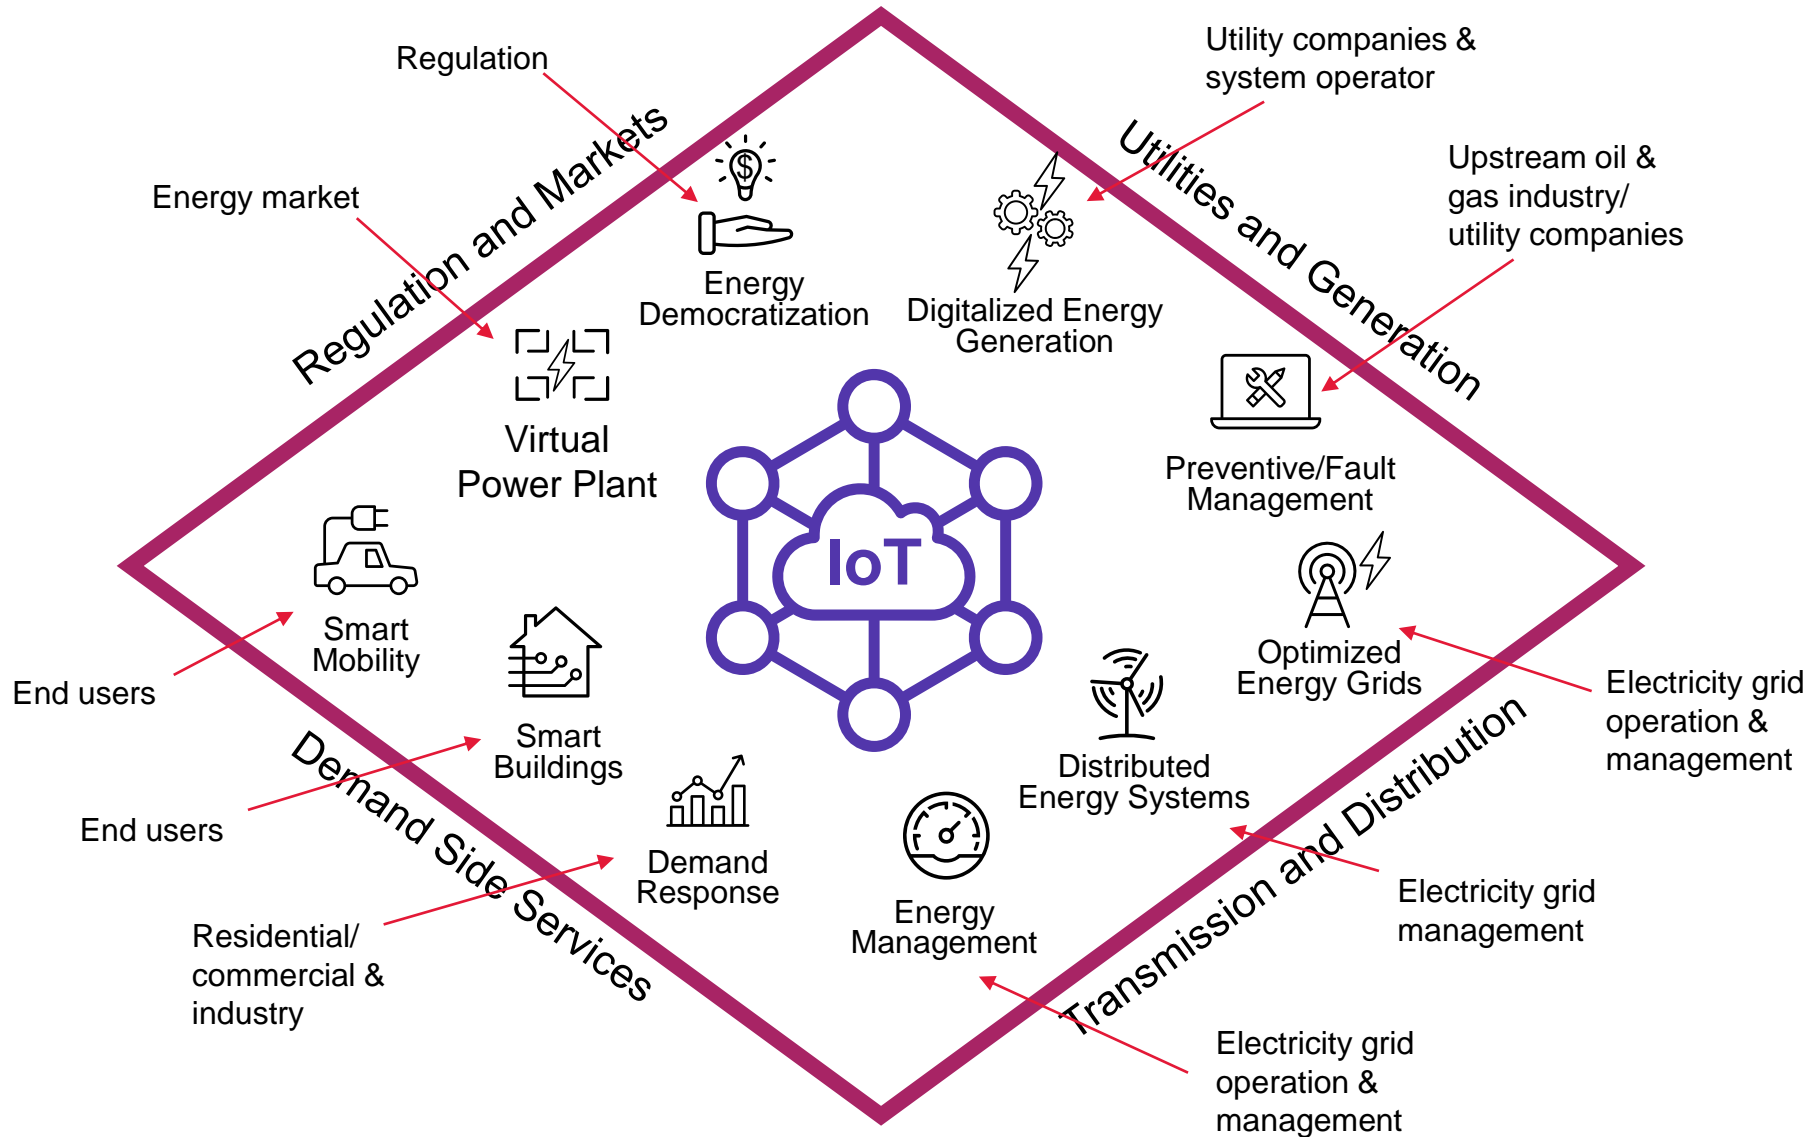 Regulation
Utility companies &
system operator
Regulation and Markets
Utilities and Generation
Energy market
Upstream oil &
gas industry/
utility companies
$
Energy
Democratization
Digitalized Energy
Generation
Virtual
Power Plant
Preventive/Fault
Management
IoT
Smart
Mobility
Optimized
Energy Grids
End users
Electricity grid
operation &
management
Smart
Buildings
Distributed
Energy Systems
End users
Demand Side Services
Demand
Response
Transmission and Distribution
Energy
Management
Electricity grid
management
Residential/
commercial &
industry
Electricity grid
operation &
management